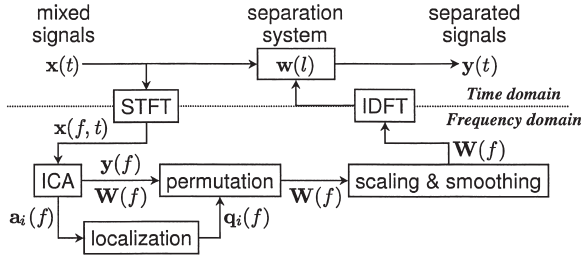 mixed signals
separation system
separated signals
x(t)
w(l)
y(t)
STFT
IDFT
Time domain
Frequency domain
x(f, t)
W(f)
ICA
y(f)
W(f)
permutation
W(f)
scaling & smoothing
a_i(f)
q_i(f)
localization